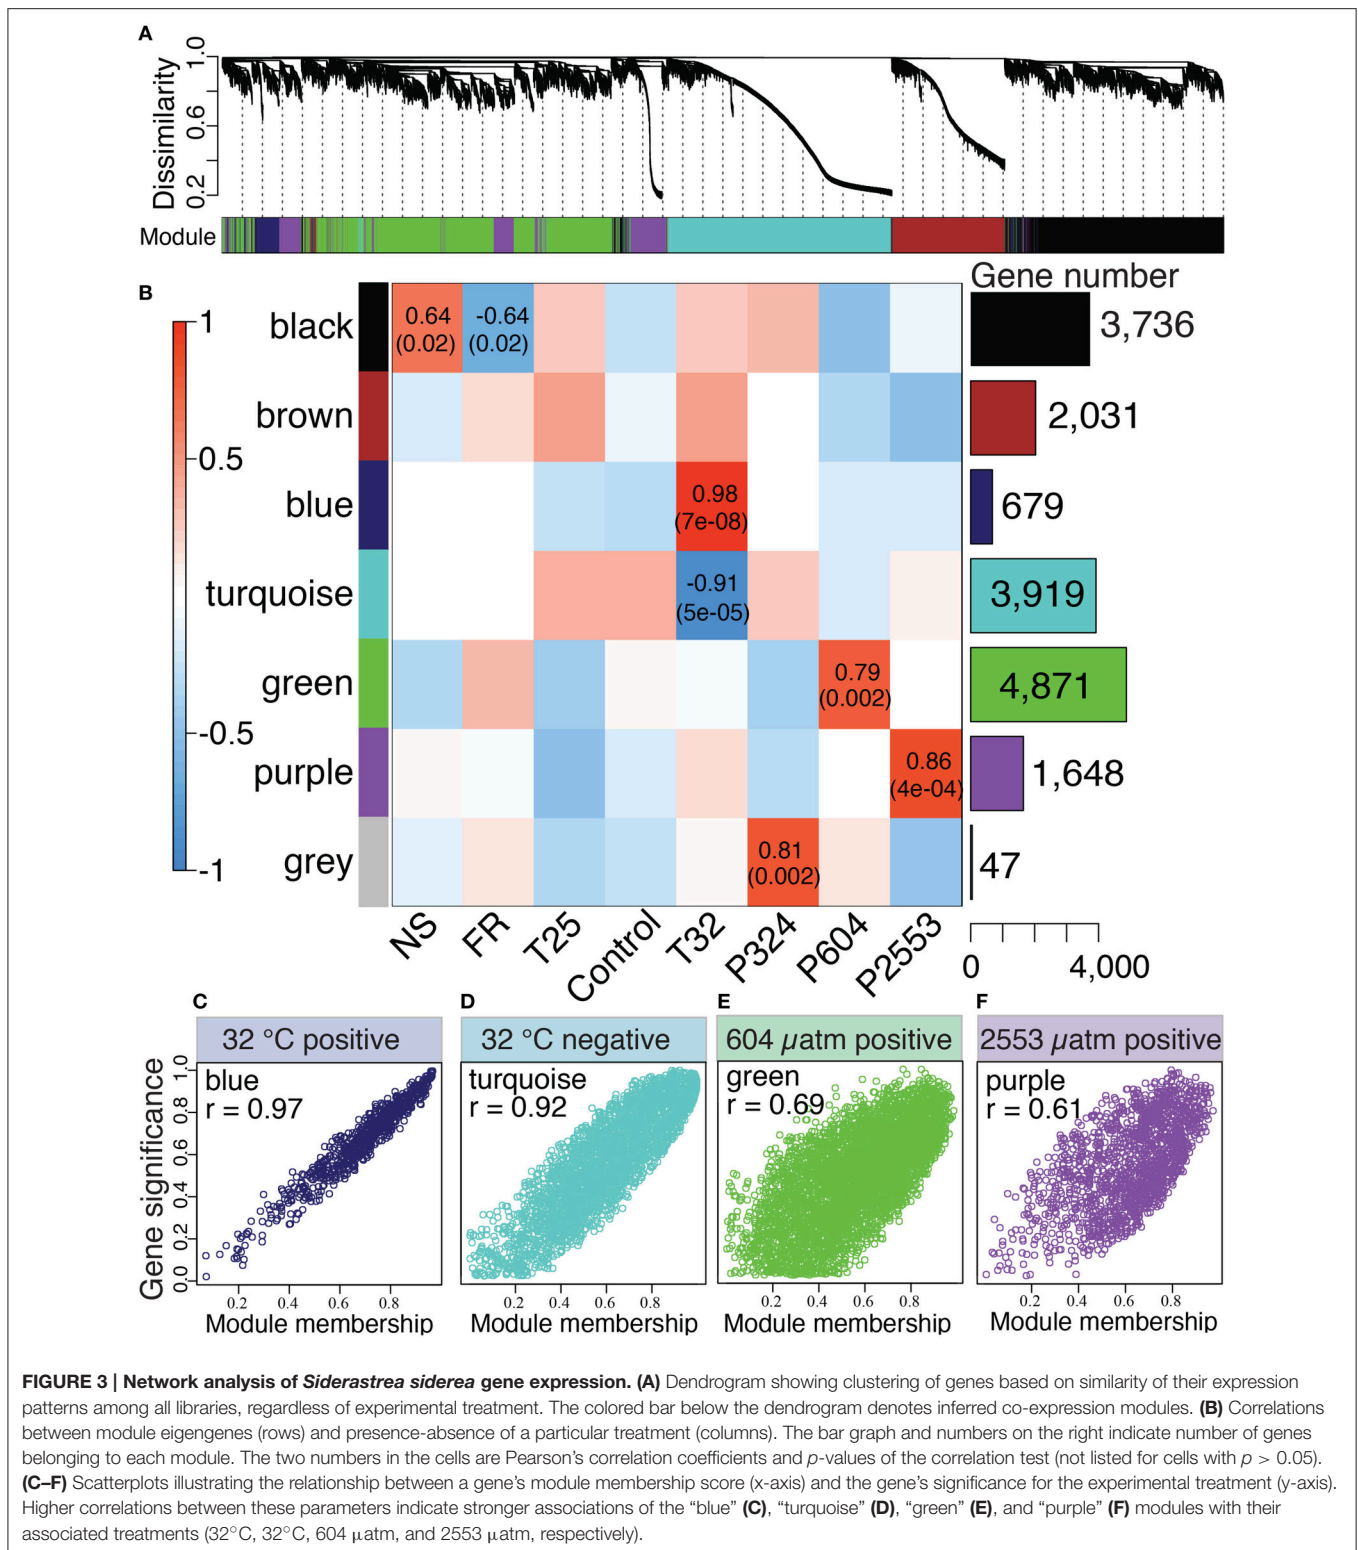 A
Dissimilarity
1.0
0.6
0.2
Module
B
Gene number
1
0.5
-0.5
-1
black
0.64
(0.02)
-0.64
(0.02)
3,736
brown
2,031
blue
0.98
(7e-08)
679
turquoise
-0.91
(5e-05)
3,919
green
0.79
(0.002)
4,871
purple
0.86
(4e-04)
1,648
grey
0.81
(0.002)
47
NS
FR
T25
Control
T32
P324
P604
P2553
0
4,000
C
32 °C positive
blue
r = 0.97
Gene significance
1.0
0.8
0.6
0.4
0.2
0.0
0.2
0.4
0.6
0.8
Module membership
D
32 °C negative
turquoise
r = 0.92
0.2
0.4
0.6
0.8
Module membership
E
604 µatm positive
green
r = 0.69
0.2
0.4
0.6
0.8
Module membership
F
2553 µatm positive
purple
r = 0.61
0.2
0.4
0.6
0.8
Module membership
FIGURE 3 | Network analysis of Siderastrea siderea gene expression. (A) Dendrogram showing clustering of genes based on similarity of their expression
patterns among all libraries, regardless of experimental treatment. The colored bar below the dendrogram denotes inferred co-expression modules. (B) Correlations
between module eigengenes (rows) and presence-absence of a particular treatment (columns). The bar graph and numbers on the right indicate number of genes
belonging to each module. The two numbers in the cells are Pearson's correlation coefficients and p-values of the correlation test (not listed for cells with p > 0.05).
(C–F) Scatterplots illustrating the relationship between a gene's module membership score (x-axis) and the gene's significance for the experimental treatment (y-axis).
Higher correlations between these parameters indicate stronger associations of the "blue" (C), "turquoise" (D), "green" (E), and "purple" (F) modules with their
associated treatments (32°C, 32°C, 604 µatm, and 2553 µatm, respectively).